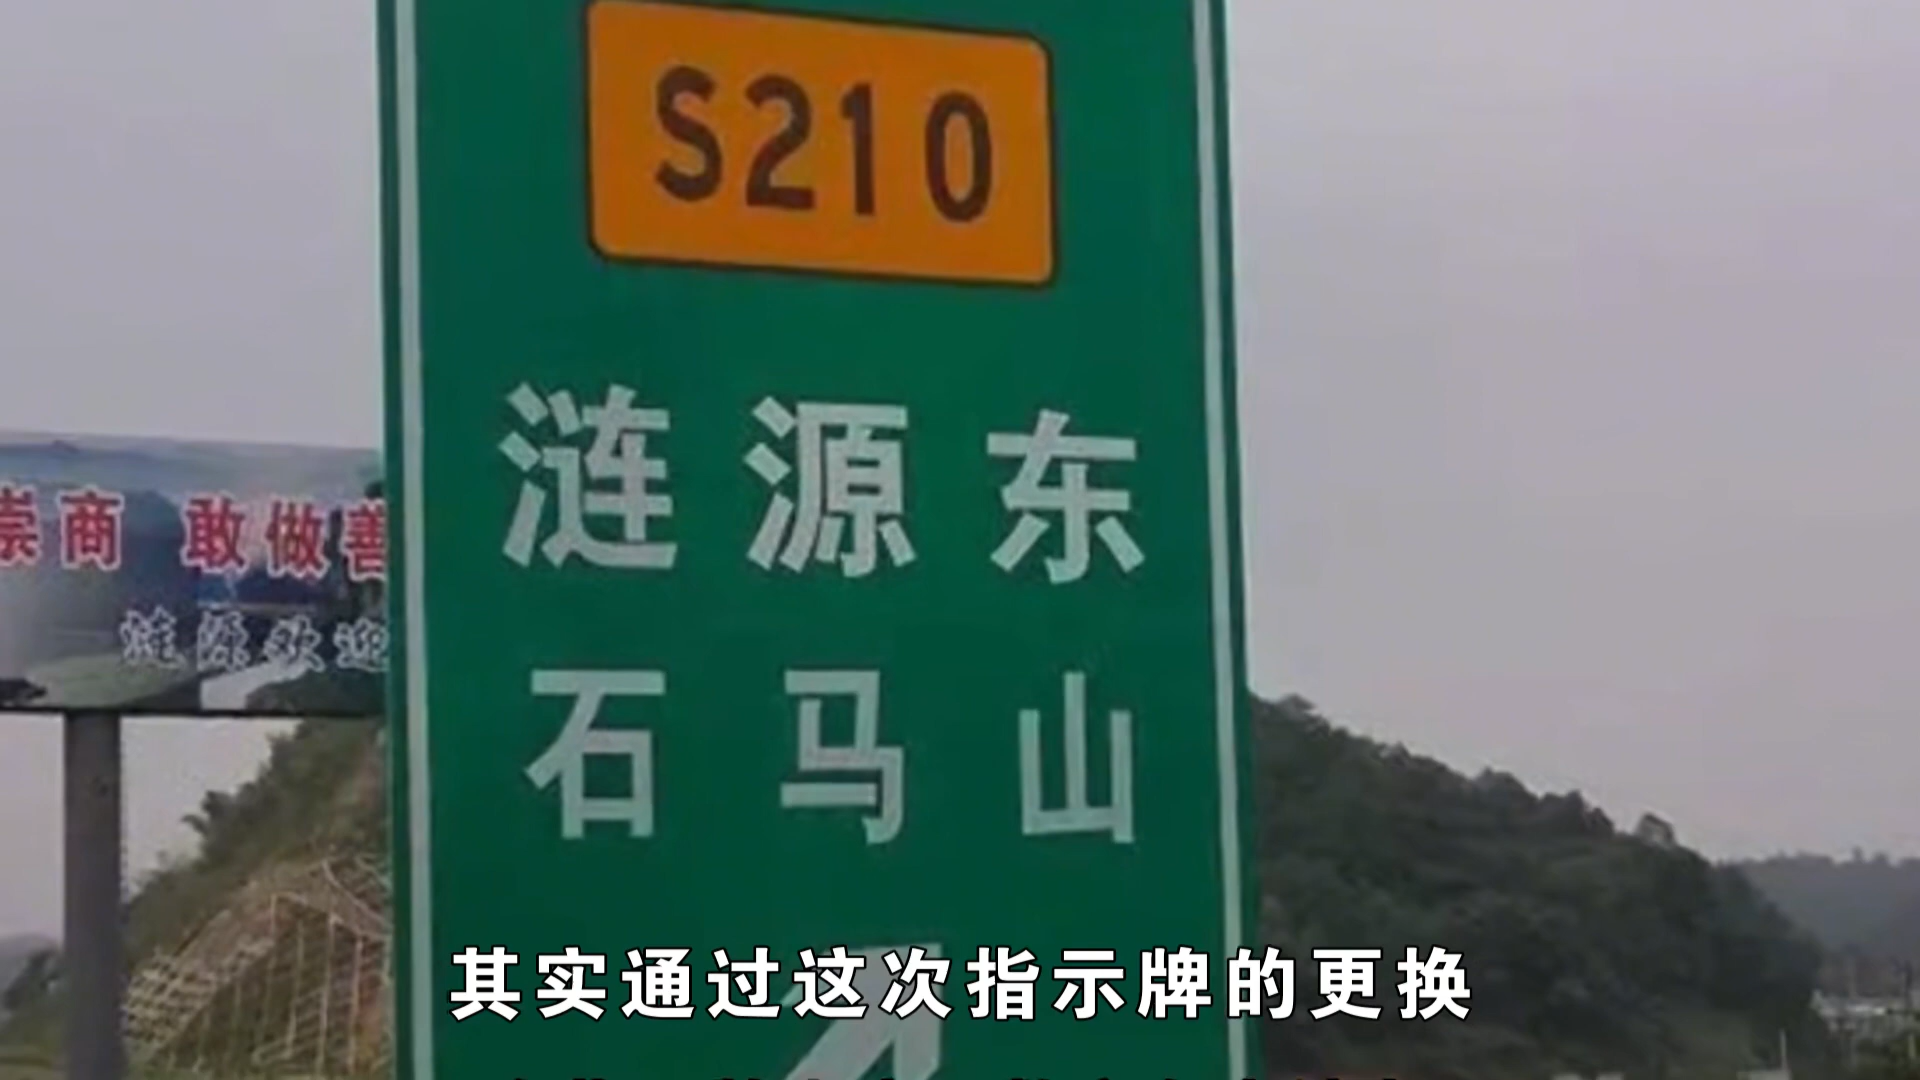 S210
涟源东
石马山
崇商 敢做善
涟源欢迎
其实通过这次指示牌的更换